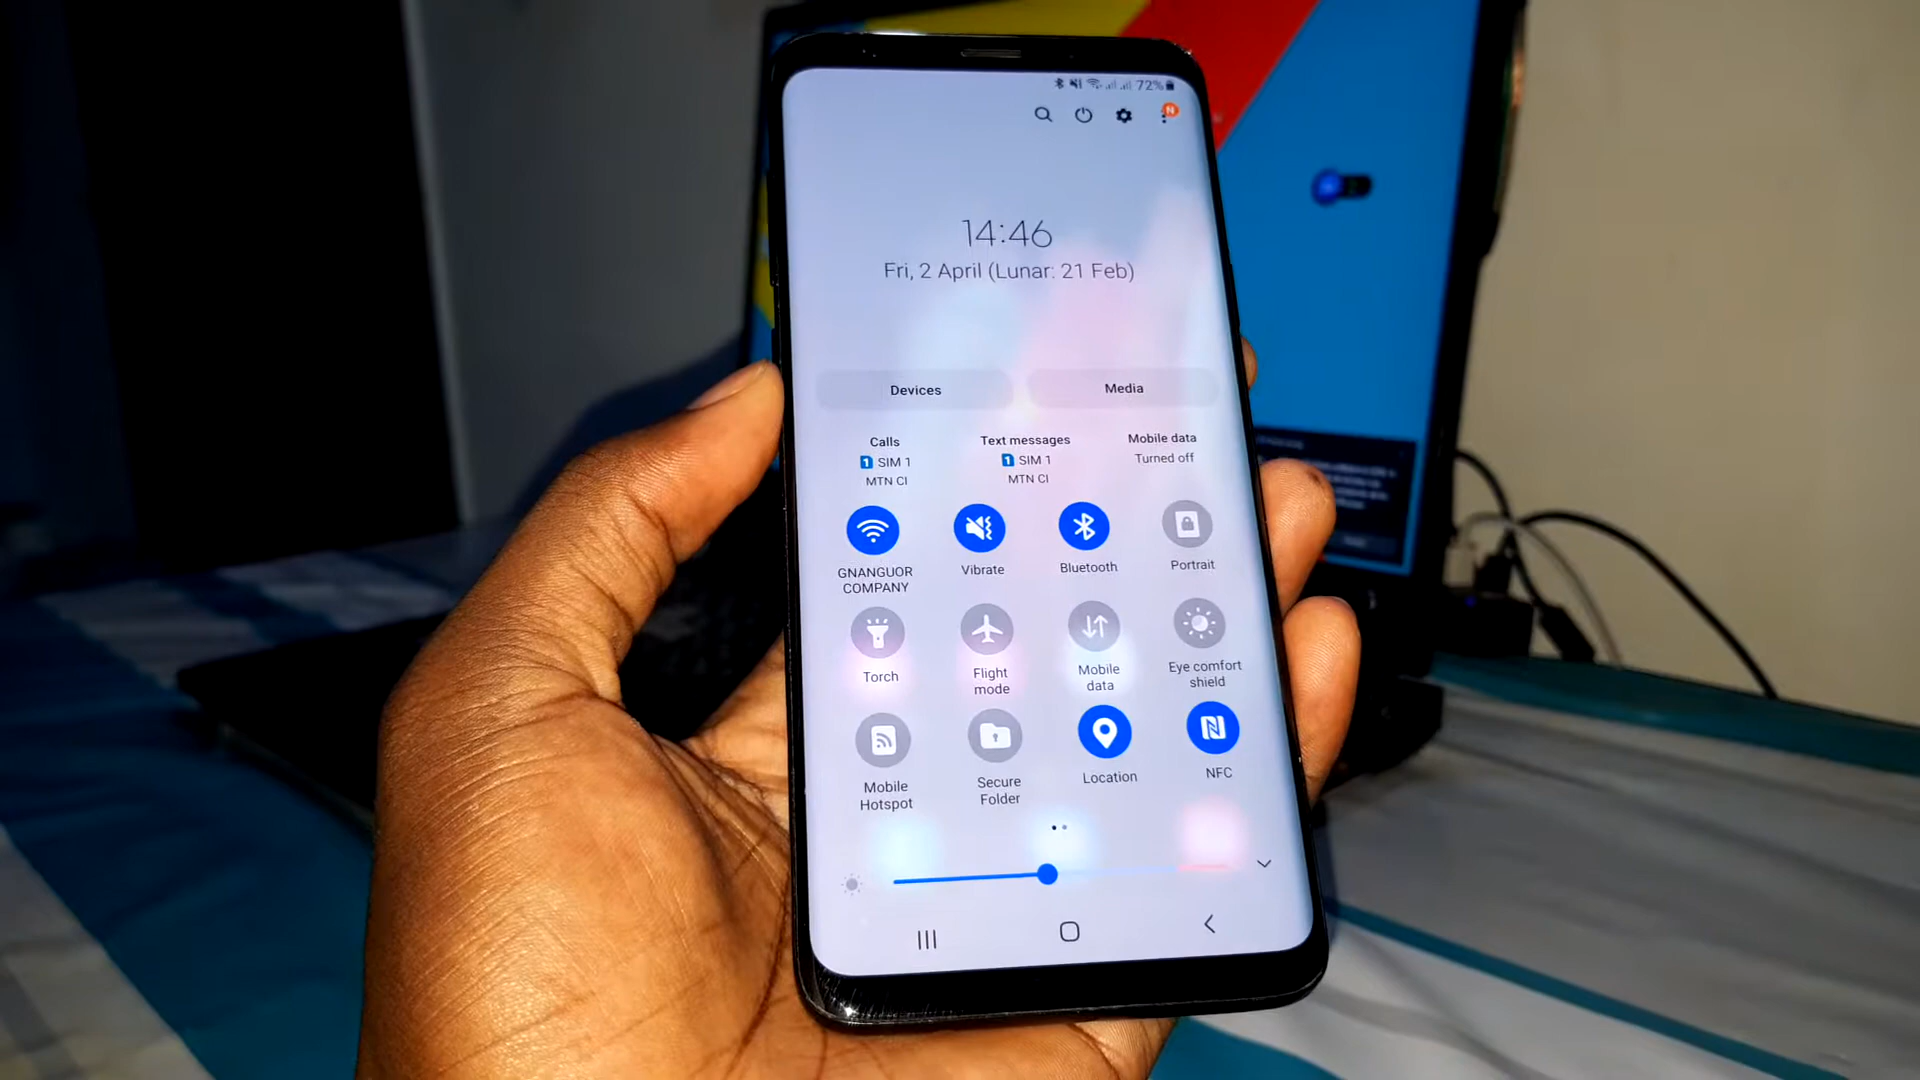 72%
N
14:46
Fri, 2 April (Lunar: 21 Feb)
Devices
Media
Calls
1 SIM 1
MTN CI
Text messages
1 SIM 1
MTN CI
Mobile data
Turned off
GNANGUOR
COMPANY
Vibrate
Bluetooth
Portrait
Torch
Flight
mode
Mobile
data
Eye comfort
shield
Mobile
Hotspot
Secure
Folder
Location
NFC